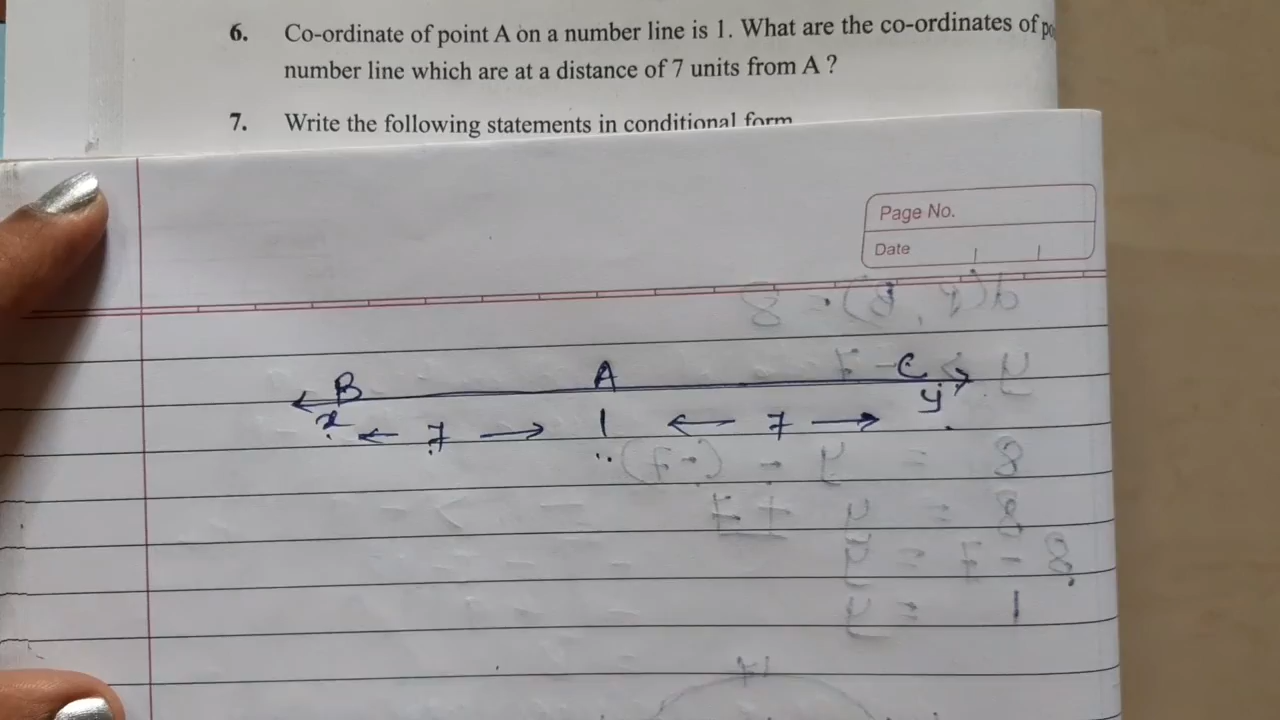 6. Co-ordinate of point A on a number line is 1. What are the co-ordinates of
number line which are at a distance of 7 units from A ?
7. Write the following statements in conditional form
Page No.
Date
B A C
x ← 7 → 1 ← 7 → y